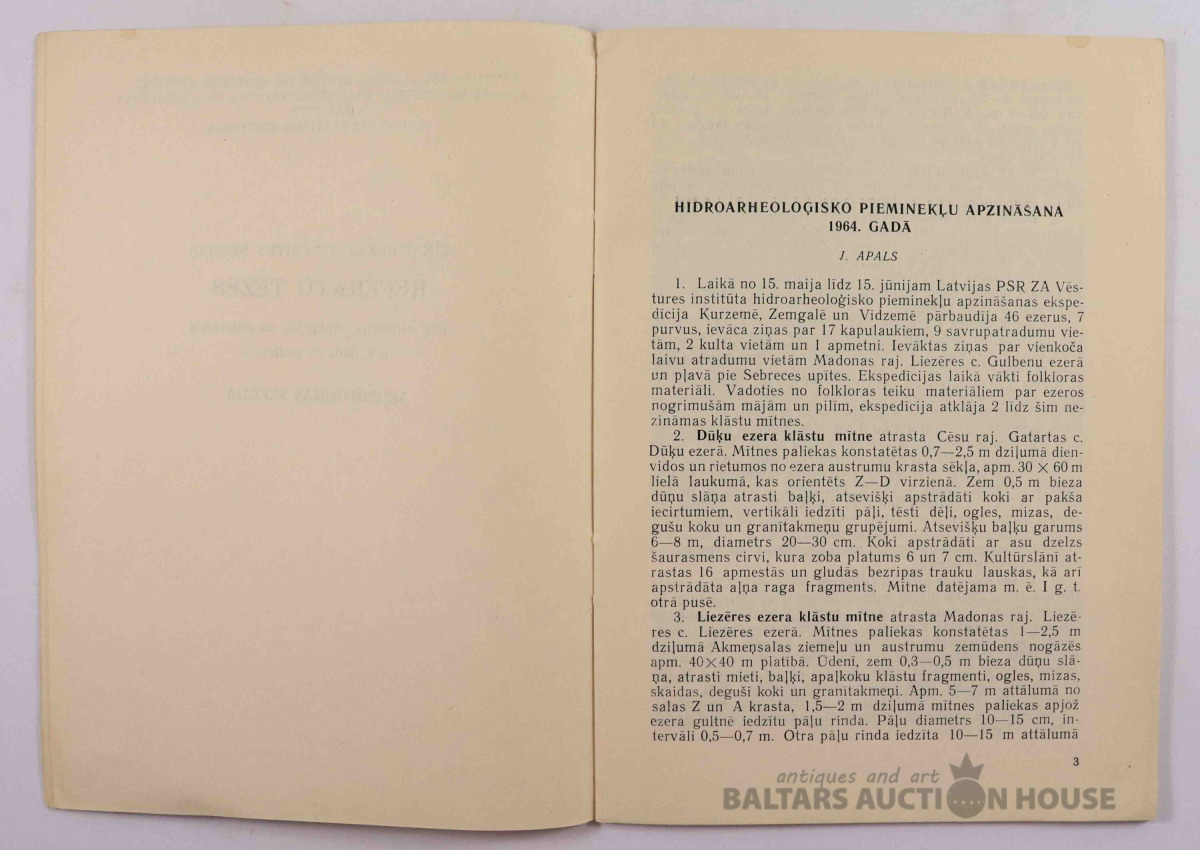 HIDROARHEOLOĢISKO PIEMINEKĻU APZINĀŠANA
1964. GADĀ
J. APALS
1. Laikā no 15. maija līdz 15. jūnijam Latvijas PSR ZA Vēs-
tures institūta hidroarheoloģisko pieminekļu apzināšanas ekspe-
dīcija Kurzemē, Zemgalē un Vidzemē pārbaudīja 46 ezerus, 7
purvus, ievāca ziņas par 17 kapulaukiem, 9 savrupatradumu vie-
tām, 2 kulta vietām un 1 apmetni. Ievāktas ziņas par vienkoča
laivu atradumu vietām Madonas raj. Liezēres c. Gulbenu ezerā
un pļavā pie Sebreces upītes. Ekspedīcijas laikā vākti folkloras
materiāli. Vadoties no folkloras teiku materiāliem par ezeros
nogrimušām mājām un pilīm, ekspedīcija atklāja 2 līdz šim ne-
zināmas klāstu mītnes.
2. Dūķu ezera klāstu mītne atrasta Cēsu raj. Gatartas c.
Dūķu ezerā. Mītnes paliekas konstatētas 0,7—2,5 m dziļumā dien-
vidos un rietumos no ezera austrumu krasta sēkļa, apm. 30 × 60 m
lielā laukumā, kas orientēts Z—D virzienā. Zem 0,5 m bieza
dūņu slāņa atrasti baļķi, atsevišķi apstrādāti koki ar pakša
iecirtumiem, vertikāli iedzīti pāļi, tēsti dēļi, ogles, mizas, de-
gušu koku un granītakmeņu grupējumi. Atsevišķu baļķu garums
6—8 m, diametrs 20—30 cm. Koki apstrādāti ar asu dzelzs
šaurasmens cirvi, kura zoba platums 6 un 7 cm. Kultūrslānī at-
rastas 16 apmestās un gludās bezripas trauku lauskas, kā arī
apstrādāta aļņa raga fragments. Mītne datējama m. ē. I g. t.
otrā pusē.
3. Liezēres ezera klāstu mītne atrasta Madonas raj. Liezē-
res c. Liezēres ezerā. Mītnes paliekas konstatētas 1—2,5 m
dziļumā Akmeņsalas ziemeļu un austrumu zemūdens nogāzēs
apm. 40×40 m platībā. Ūdenī, zem 0,3—0,5 m bieza dūņu slā-
ņa, atrasti mieti, baļķi, apaļkoku klāstu fragmenti, ogles, mizas,
skaidas, deguši koki un granītakmeņi. Apm. 5—7 m attālumā no
salas Z un A krasta, 1,5—2 m dziļumā mītnes paliekas apjož
ezera gultnē iedzītu pāļu rinda. Pāļu diametrs 10—15 cm, in-
tervāli 0,5—0,7 m. Otra pāļu rinda iedzīta 10—15 m attālumā
3
antiques and art
BALTARS AUCTION HOUSE